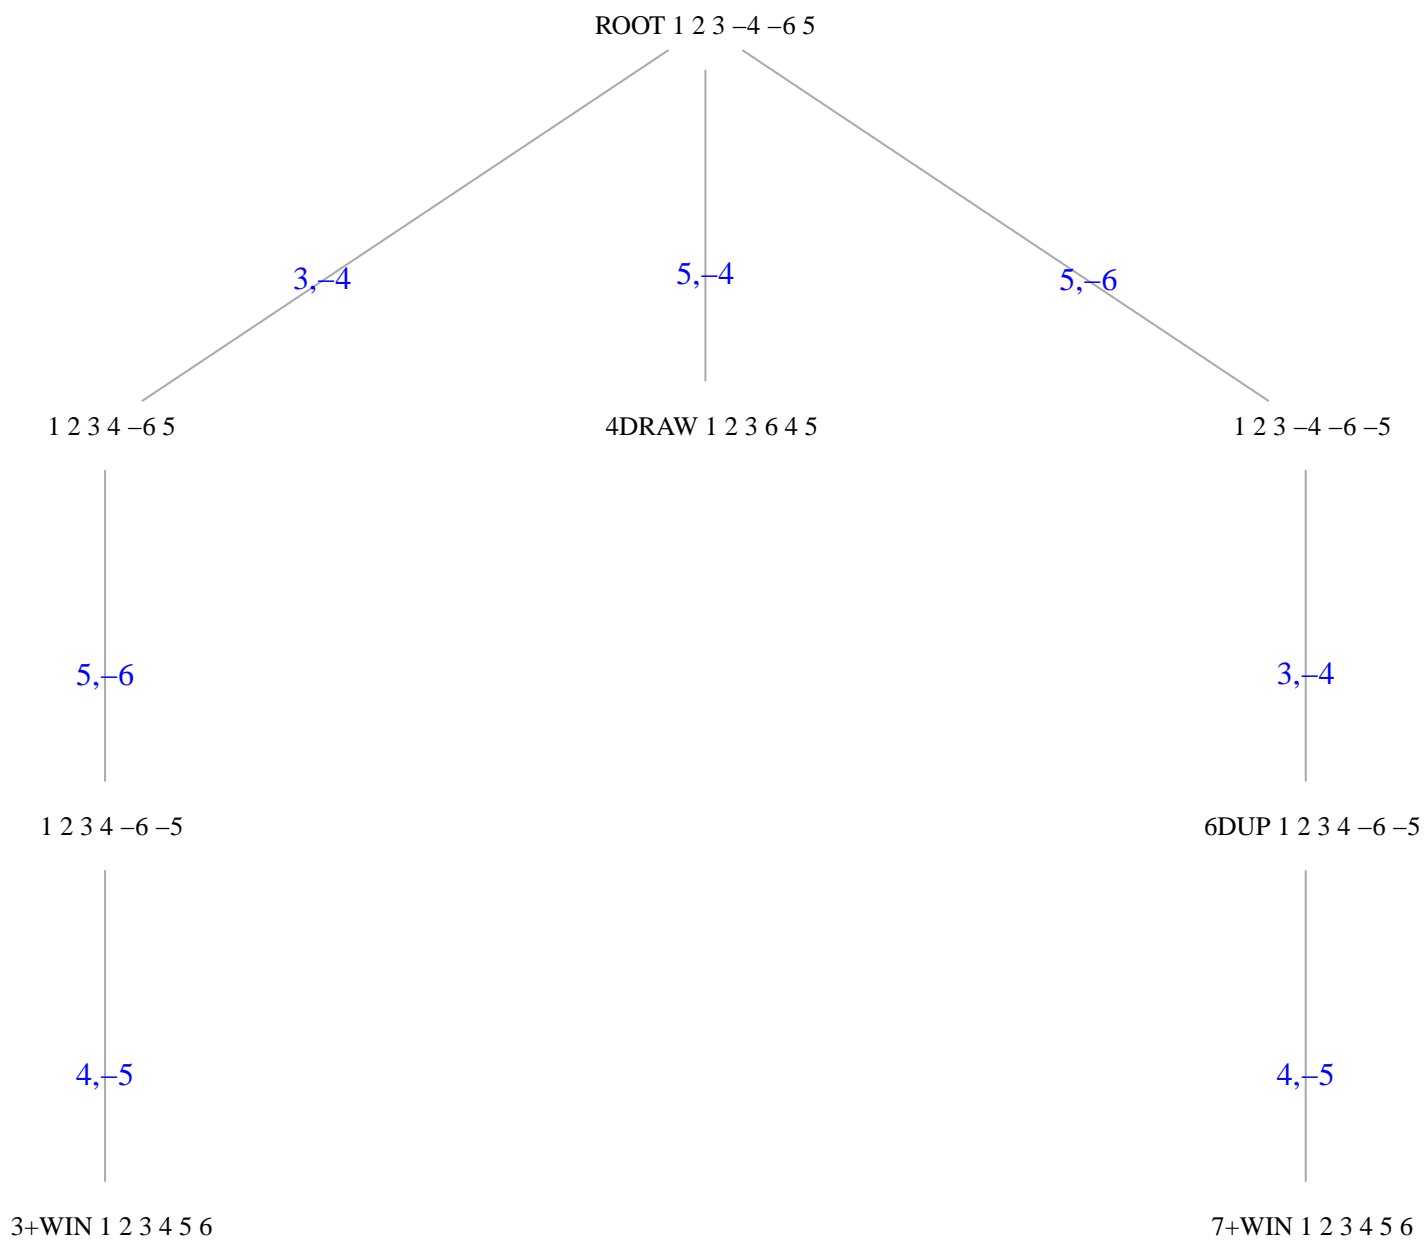 ROOT 1 2 3 –4 –6 5
3,–4
5,–4
5,–6
1 2 3 4 –6 5
4DRAW 1 2 3 6 4 5
1 2 3 –4 –6 –5
5,–6
3,–4
1 2 3 4 –6 –5
6DUP 1 2 3 4 –6 –5
4,–5
4,–5
3+WIN 1 2 3 4 5 6
7+WIN 1 2 3 4 5 6